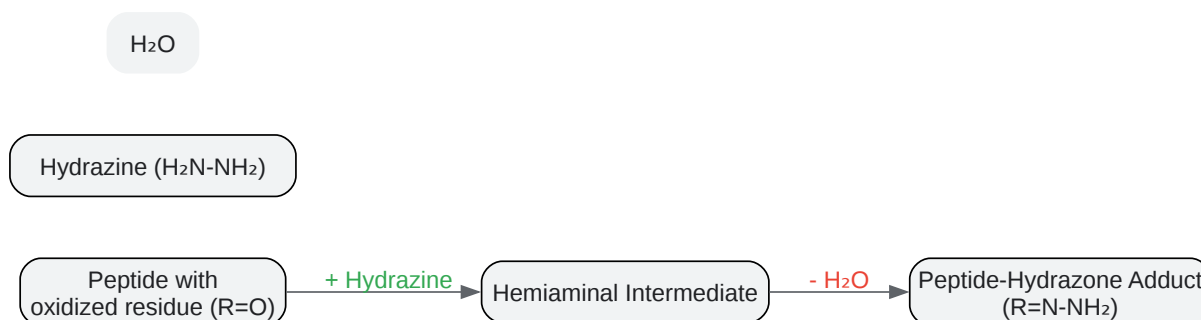 H₂O
Hydrazine (H₂N-NH₂)
Peptide with
oxidized residue (R=O)
+ Hydrazine
Hemiaminal Intermediate
- H₂O
Peptide-Hydrazone Adduct
(R=N-NH₂)